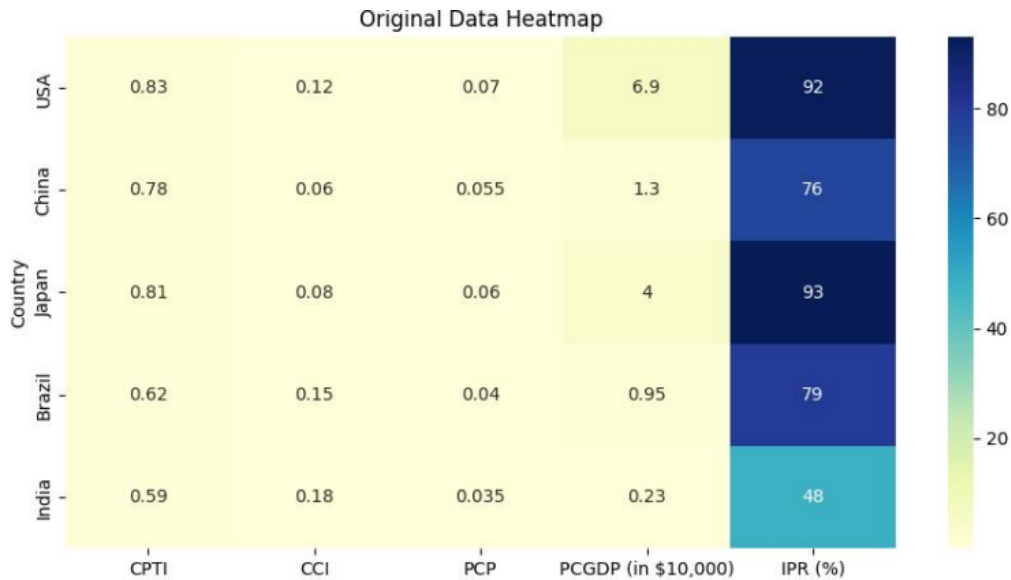 Original Data Heatmap
USA 0.83 0.12 0.07 6.9 92
China 0.78 0.06 0.055 1.3 76
Japan 0.81 0.08 0.06 4 93
Brazil 0.62 0.15 0.04 0.95 79
India 0.59 0.18 0.035 0.23 48
Country
CPTI CCI PCP PCGDP (in $10,000) IPR (%)
80
60
40
20